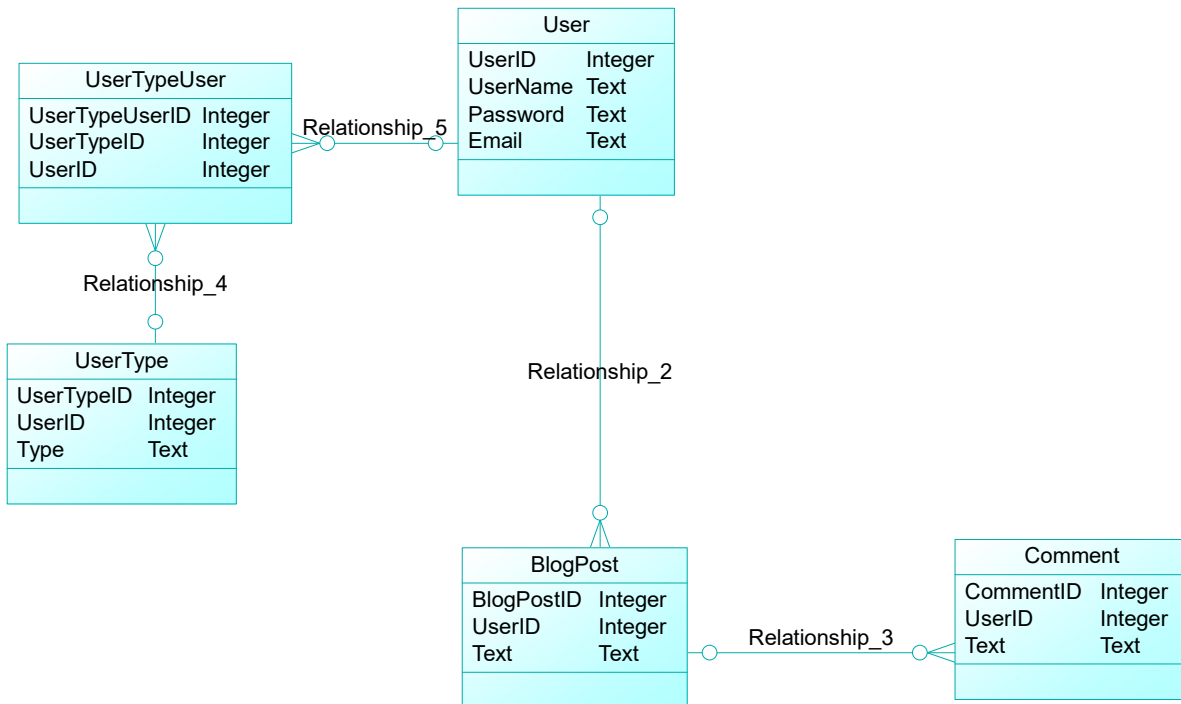 User
UserID Integer
UserName Text
Password Text
Email Text
UserTypeUser
UserTypeUserID Integer
UserTypeID Integer
UserID Integer
Relationship_5
Relationship_4
UserType
UserTypeID Integer
UserID Integer
Type Text
Relationship_2
BlogPost
BlogPostID Integer
UserID Integer
Text Text
Relationship_3
Comment
CommentID Integer
UserID Integer
Text Text